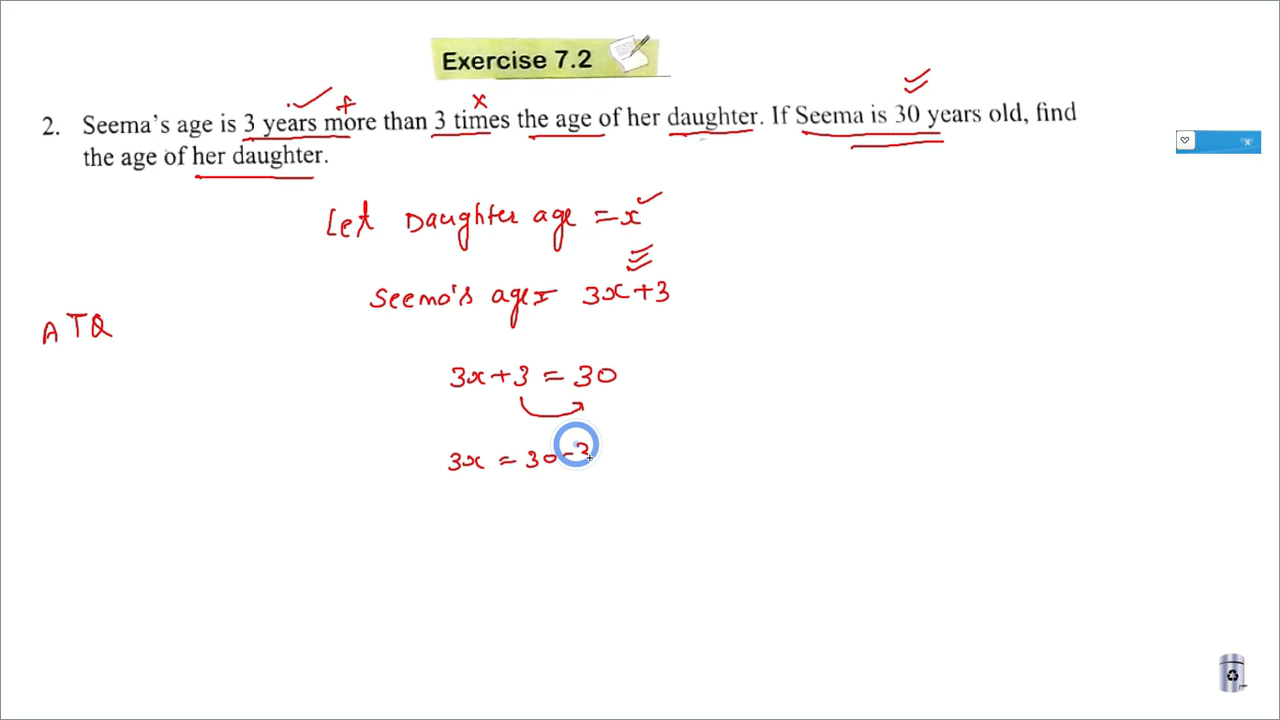 Exercise 7.2
2. Seema's age is 3 years more than 3 times the age of her daughter. If Seema is 30 years old, find
the age of her daughter.
Let Daughter age = x
Seema's age = 3x+3
ATQ
3x+3 = 30
3x = 30-3